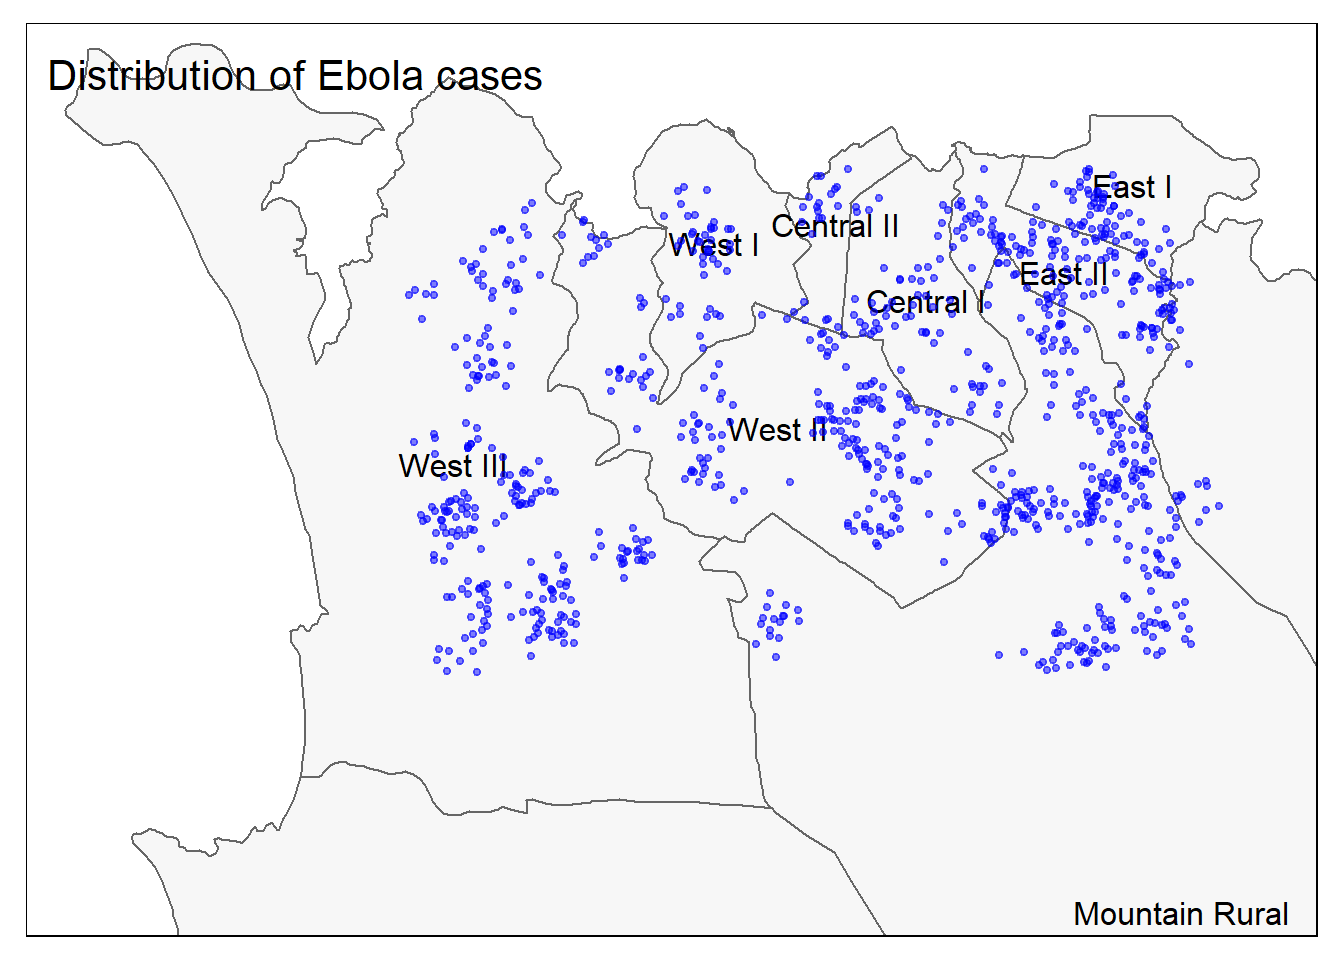 Distribution of Ebola cases
East I
Central II
West I
East II
Central I
West II
West III
Mountain Rural